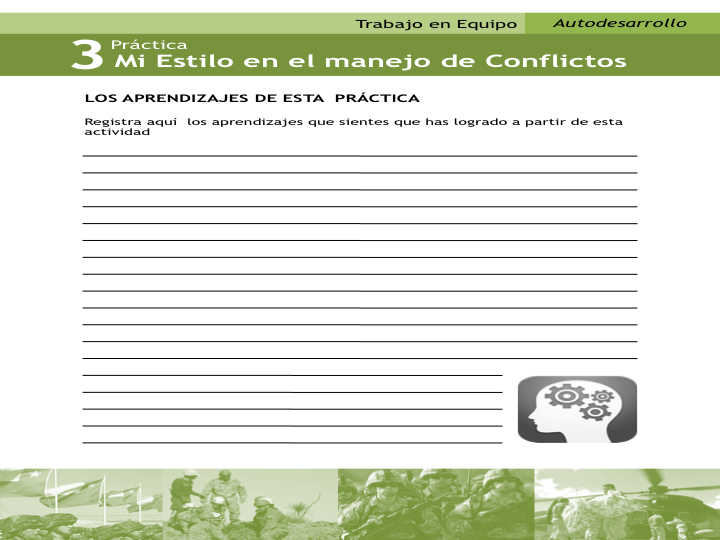 Trabajo en Equipo
Autodesarrollo
3 Práctica
Mi Estilo en el manejo de Conflictos
LOS APRENDIZAJES DE ESTA PRÁCTICA
Registra aquí los aprendizajes que sientes que has logrado a partir de esta
actividad